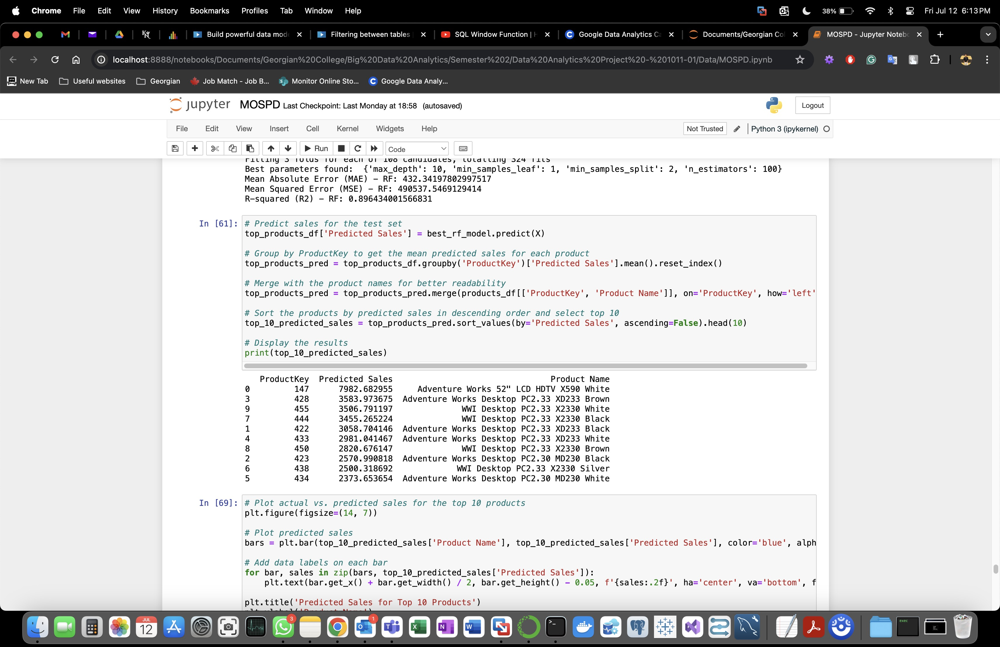 Chrome File Edit View History Bookmarks Profiles Tab Window Help 38% Fri Jul 12 6:13 PM
Build powerful data mode Filtering between tables SQL Window Function | Google Data Analytics Ce Documents/Georgian Col MOSPD - Jupyter Notebo
localhost:8888/notebooks/Documents/Georgian%20College/Big%20Data%20Analytics/Semester%202/Data%20Analytics%20Project%20-%201011-01/Data/MOSPD.ipynb
New Tab Useful websites Georgian Job Match - Job B... Monitor Online Sto... Google Data Analy...
jupyter MOSPD Last Checkpoint: Last Monday at 18:58 (autosaved) Logout
File Edit View Insert Cell Kernel Widgets Help Not Trusted Python 3 (ipykernel)
Run Code
Fitting 3 folds for each of 108 candidates, totalling 324 fits
Best parameters found:  {'max_depth': 10, 'min_samples_leaf': 1, 'min_samples_split': 2, 'n_estimators': 100}
Mean Absolute Error (MAE) – RF: 432.34197802997517
Mean Squared Error (MSE) – RF: 490537.5469129414
R-squared (R2) – RF: 0.896434001566831
In [61]: # Predict sales for the test set
top_products_df['Predicted Sales'] = best_rf_model.predict(X)
# Group by ProductKey to get the mean predicted sales for each product
top_products_pred = top_products_df.groupby('ProductKey')['Predicted Sales'].mean().reset_index()
# Merge with the product names for better readability
top_products_pred = top_products_pred.merge(products_df[['ProductKey', 'Product Name']], on='ProductKey', how='left'
# Sort the products by predicted sales in descending order and select top 10
top_10_predicted_sales = top_products_pred.sort_values(by='Predicted Sales', ascending=False).head(10)
# Display the results
print(top_10_predicted_sales)
ProductKey Predicted Sales Product Name
0 147 7982.682955 Adventure Works 52" LCD HDTV X590 White
3 428 3583.973675 Adventure Works Desktop PC2.33 XD233 Brown
9 455 3506.791197 WWI Desktop PC2.33 X2330 White
7 444 3455.265224 WWI Desktop PC2.33 X2330 Black
1 422 3058.704146 Adventure Works Desktop PC2.33 XD233 Black
4 433 2981.041467 Adventure Works Desktop PC2.33 XD233 White
8 450 2820.676147 WWI Desktop PC2.33 X2330 Brown
2 423 2570.990818 Adventure Works Desktop PC2.30 MD230 Black
6 438 2500.318692 WWI Desktop PC2.33 X2330 Silver
5 434 2373.653654 Adventure Works Desktop PC2.30 MD230 White
In [69]: # Plot actual vs. predicted sales for the top 10 products
plt.figure(figsize=(14, 7))
# Plot predicted sales
bars = plt.bar(top_10_predicted_sales['Product Name'], top_10_predicted_sales['Predicted Sales'], color='blue', alph
# Add data labels on each bar
for bar, sales in zip(bars, top_10_predicted_sales['Predicted Sales']):
plt.text(bar.get_x() + bar.get_width() / 2, bar.get_height() - 0.05, f'{sales:.2f}', ha='center', va='bottom', f
plt.title('Predicted Sales for Top 10 Products')
JUL
12
3
1
exec